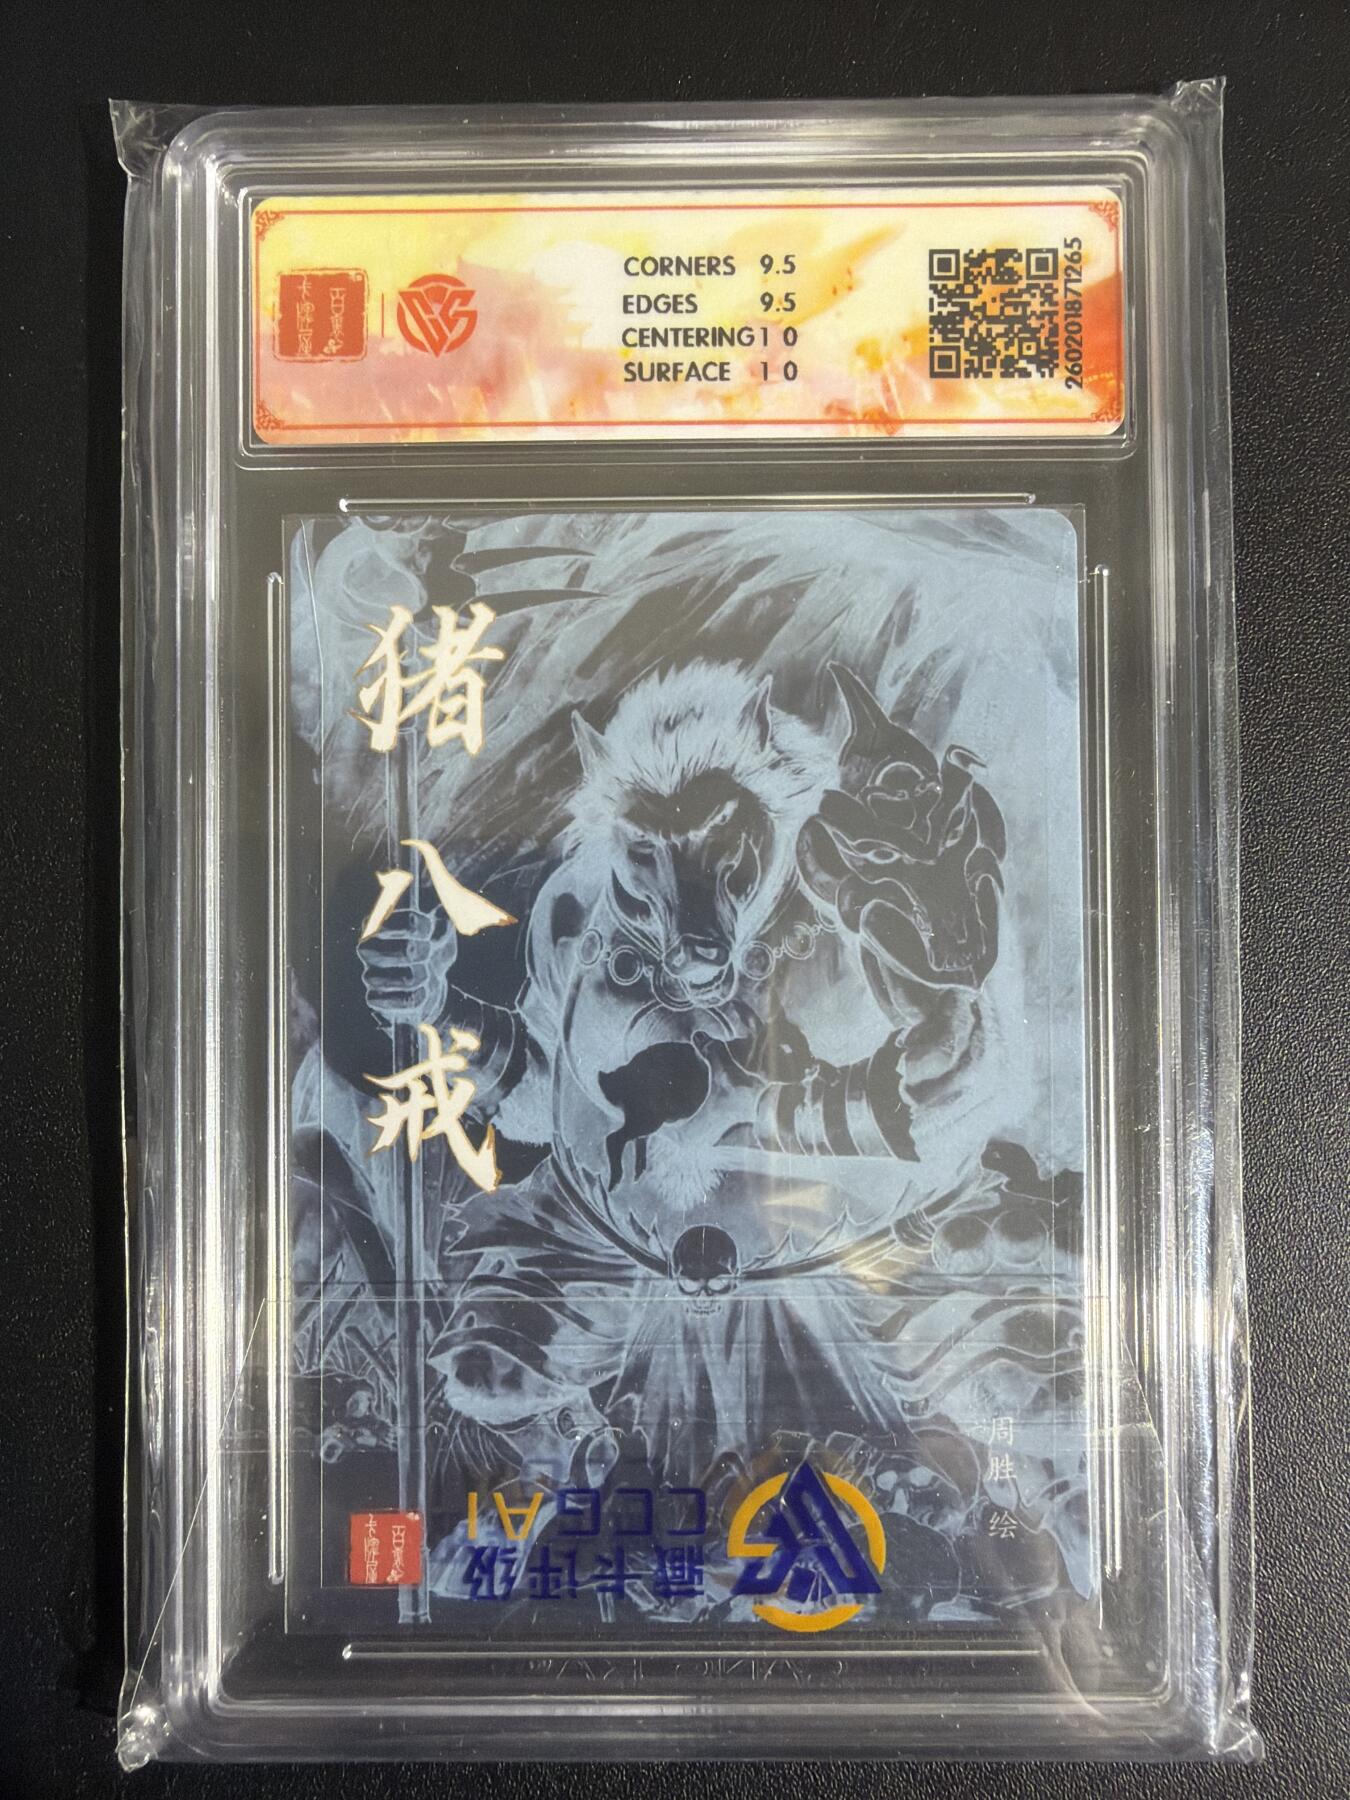 CORNERS 9.5
EDGES 9.5
CENTERING 10
SURFACE 10
260201871265
猪八戒
周胜 绘
藏卡评级
CCGAI